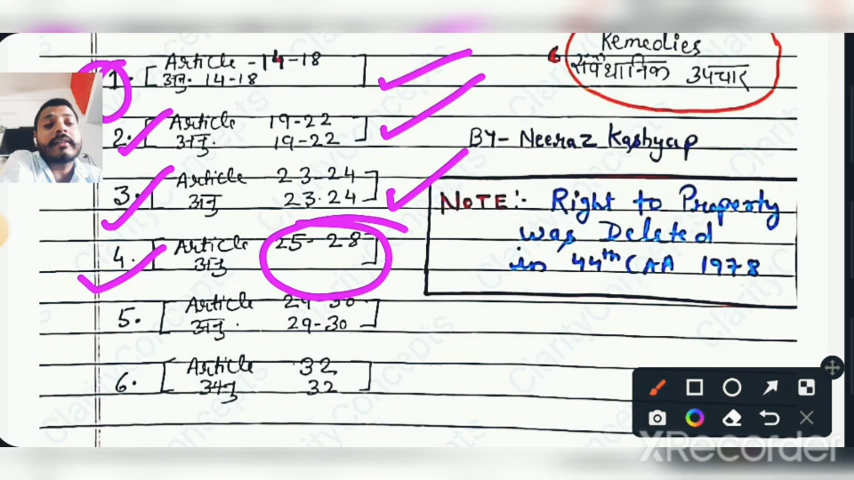 Remedies
संवैधानिक उपचार
1. Article - 14-18
अनु. 14-18
2. Article 19-22
अनु. 19-22
BY- Neeraz Kashyap
3. Article 23-24
अनु 23.24
NOTE:- Right to Property
was Deleted
in 44th CAA 1978
4. Article 25-28
अनु
5. Article 29-30
अनु. 29-30
6. Article 32
अनु 32
ClarityConcepts
XRecorder